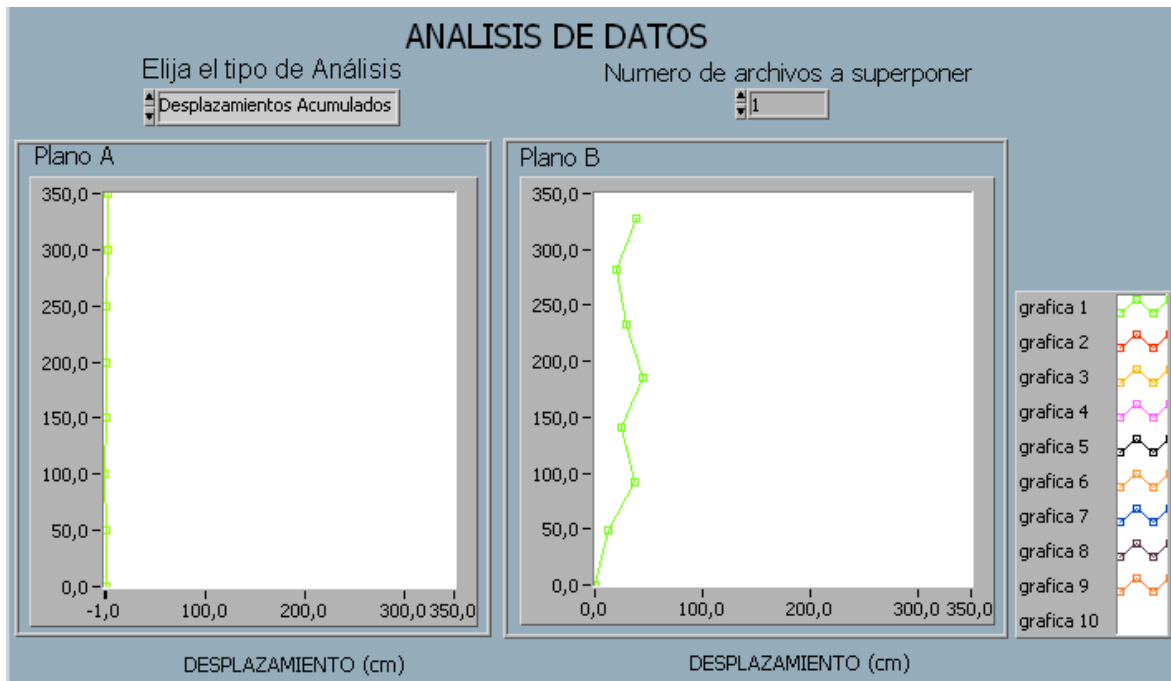 ANALISIS DE DATOS
Elija el tipo de Análisis
Desplazamientos Acumulados
Numero de archivos a superponer
1
Plano A
350,0
300,0
250,0
200,0
150,0
100,0
50,0
0,0
-1,0 100,0 200,0 300,0 350,0
DESPLAZAMIENTO (cm)
Plano B
350,0
300,0
250,0
200,0
150,0
100,0
50,0
0,0
0,0 100,0 200,0 300,0 350,0
DESPLAZAMIENTO (cm)
grafica 1
grafica 2
grafica 3
grafica 4
grafica 5
grafica 6
grafica 7
grafica 8
grafica 9
grafica 10